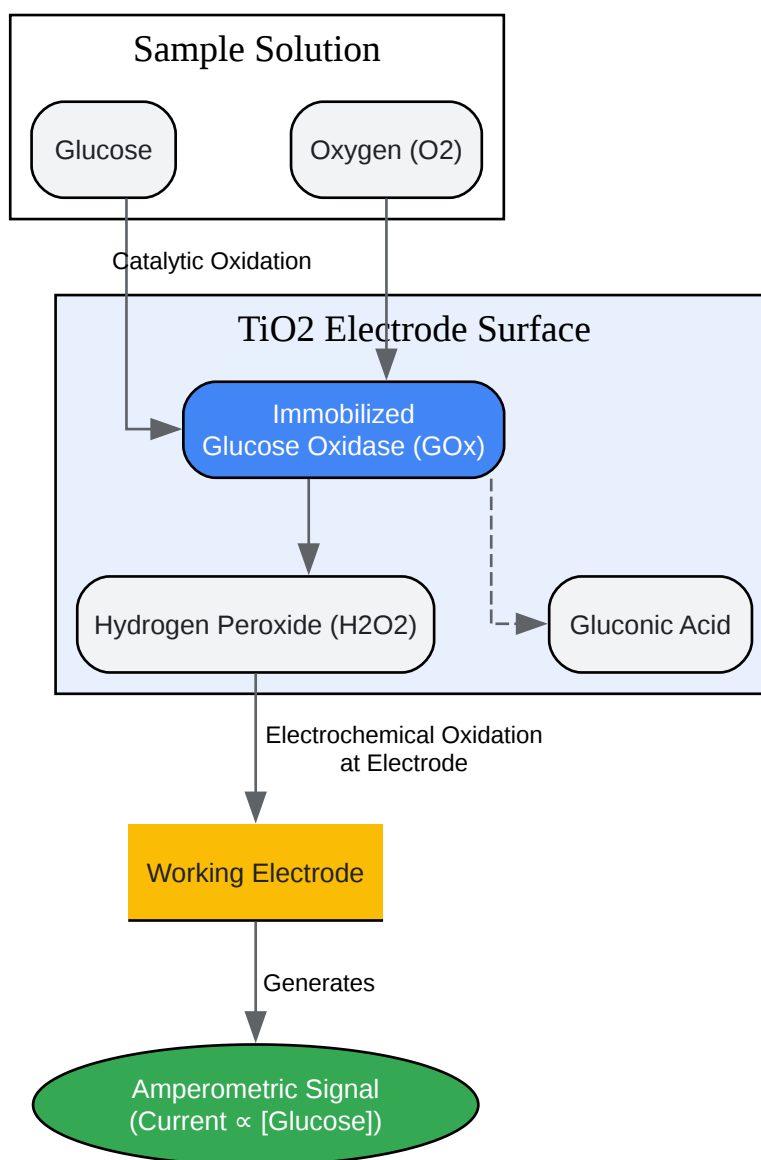 Sample Solution
Glucose
Oxygen (O2)
Catalytic Oxidation
TiO2 Electrode Surface
Immobilized
Glucose Oxidase (GOx)
Hydrogen Peroxide (H2O2)
Gluconic Acid
Electrochemical Oxidation
at Electrode
Working Electrode
Generates
Amperometric Signal
(Current ∝ [Glucose])